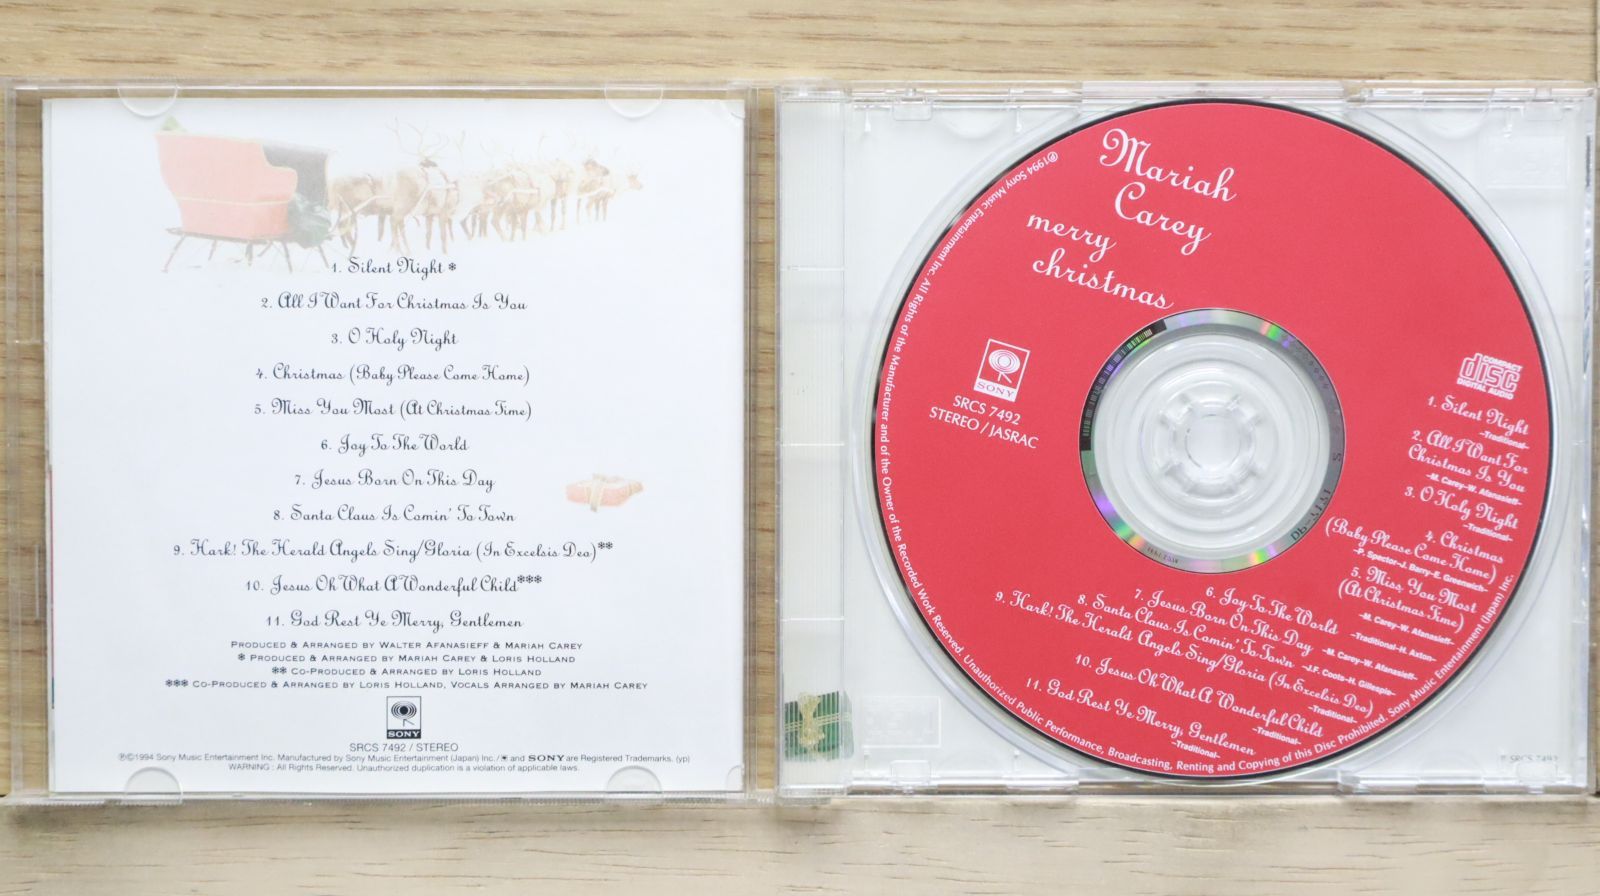 1. Silent Night *
2. All I Want For Christmas Is You
3. O Holy Night
4. Christmas (Baby Please Come Home)
5. Miss You Most (At Christmas Time)
6. Joy To The World
7. Jesus Born On This Day
8. Santa Claus Is Comin' To Town
9. Hark! The Herald Angels Sing/Gloria (In Excelsis Deo)**
10. Jesus Oh What A Wonderful Child***
11. God Rest Ye Merry, Gentlemen
PRODUCED & ARRANGED BY WALTER AFANASIEFF & MARIAH CAREY
* PRODUCED & ARRANGED BY MARIAH CAREY & LORIS HOLLAND
** CO-PRODUCED & ARRANGED BY LORIS HOLLAND
*** CO-PRODUCED & ARRANGED BY LORIS HOLLAND, VOCALS ARRANGED BY MARIAH CAREY
SONY
SRCS 7492 / STEREO
℗©1994 Sony Music Entertainment Inc. Manufactured by Sony Music Entertainment (Japan) Inc./ and SONY are Registered Trademarks. (yp)
WARNING : All Rights Reserved. Unauthorized duplication is a violation of applicable laws.
Mariah
Carey
merry
christmas
SONY
SRCS 7492
STEREO / JASRAC
COMPACT
disc
DIGITAL AUDIO
1. Silent Night
-Traditional-
2. All I Want For
Christmas Is You
-M. Carey-W. Afanasieff-
3. O Holy Night
-Traditional-
4. Christmas
(Baby Please Come Home)
-P. Spector-J. Barry-E. Greenwich-
5. Miss You Most
(At Christmas Time)
-M. Carey-W. Afanasieff-
6. Joy To The World
-Traditional-H. Axton-
7. Jesus Born On This Day
-M. Carey-W. Afanasieff-
8. Santa Claus Is Comin' To Town
-J.F. Coots-H. Gillespie-
9. Hark! The Herald Angels Sing/Gloria (In Excelsis Deo)
-Traditional-
10. Jesus Oh What A Wonderful Child
-Traditional-
11. God Rest Ye Merry, Gentlemen
-Traditional-
℗1994 Sony Music Entertainment Inc. All Rights of the Manufacturer and of the Owner of the Recorded Work Reserved. Unauthorized Public Performance, Broadcasting, Renting and Copying of this Disc Prohibited. Sony Music Entertainment (Japan) Inc.
SRCS 7492